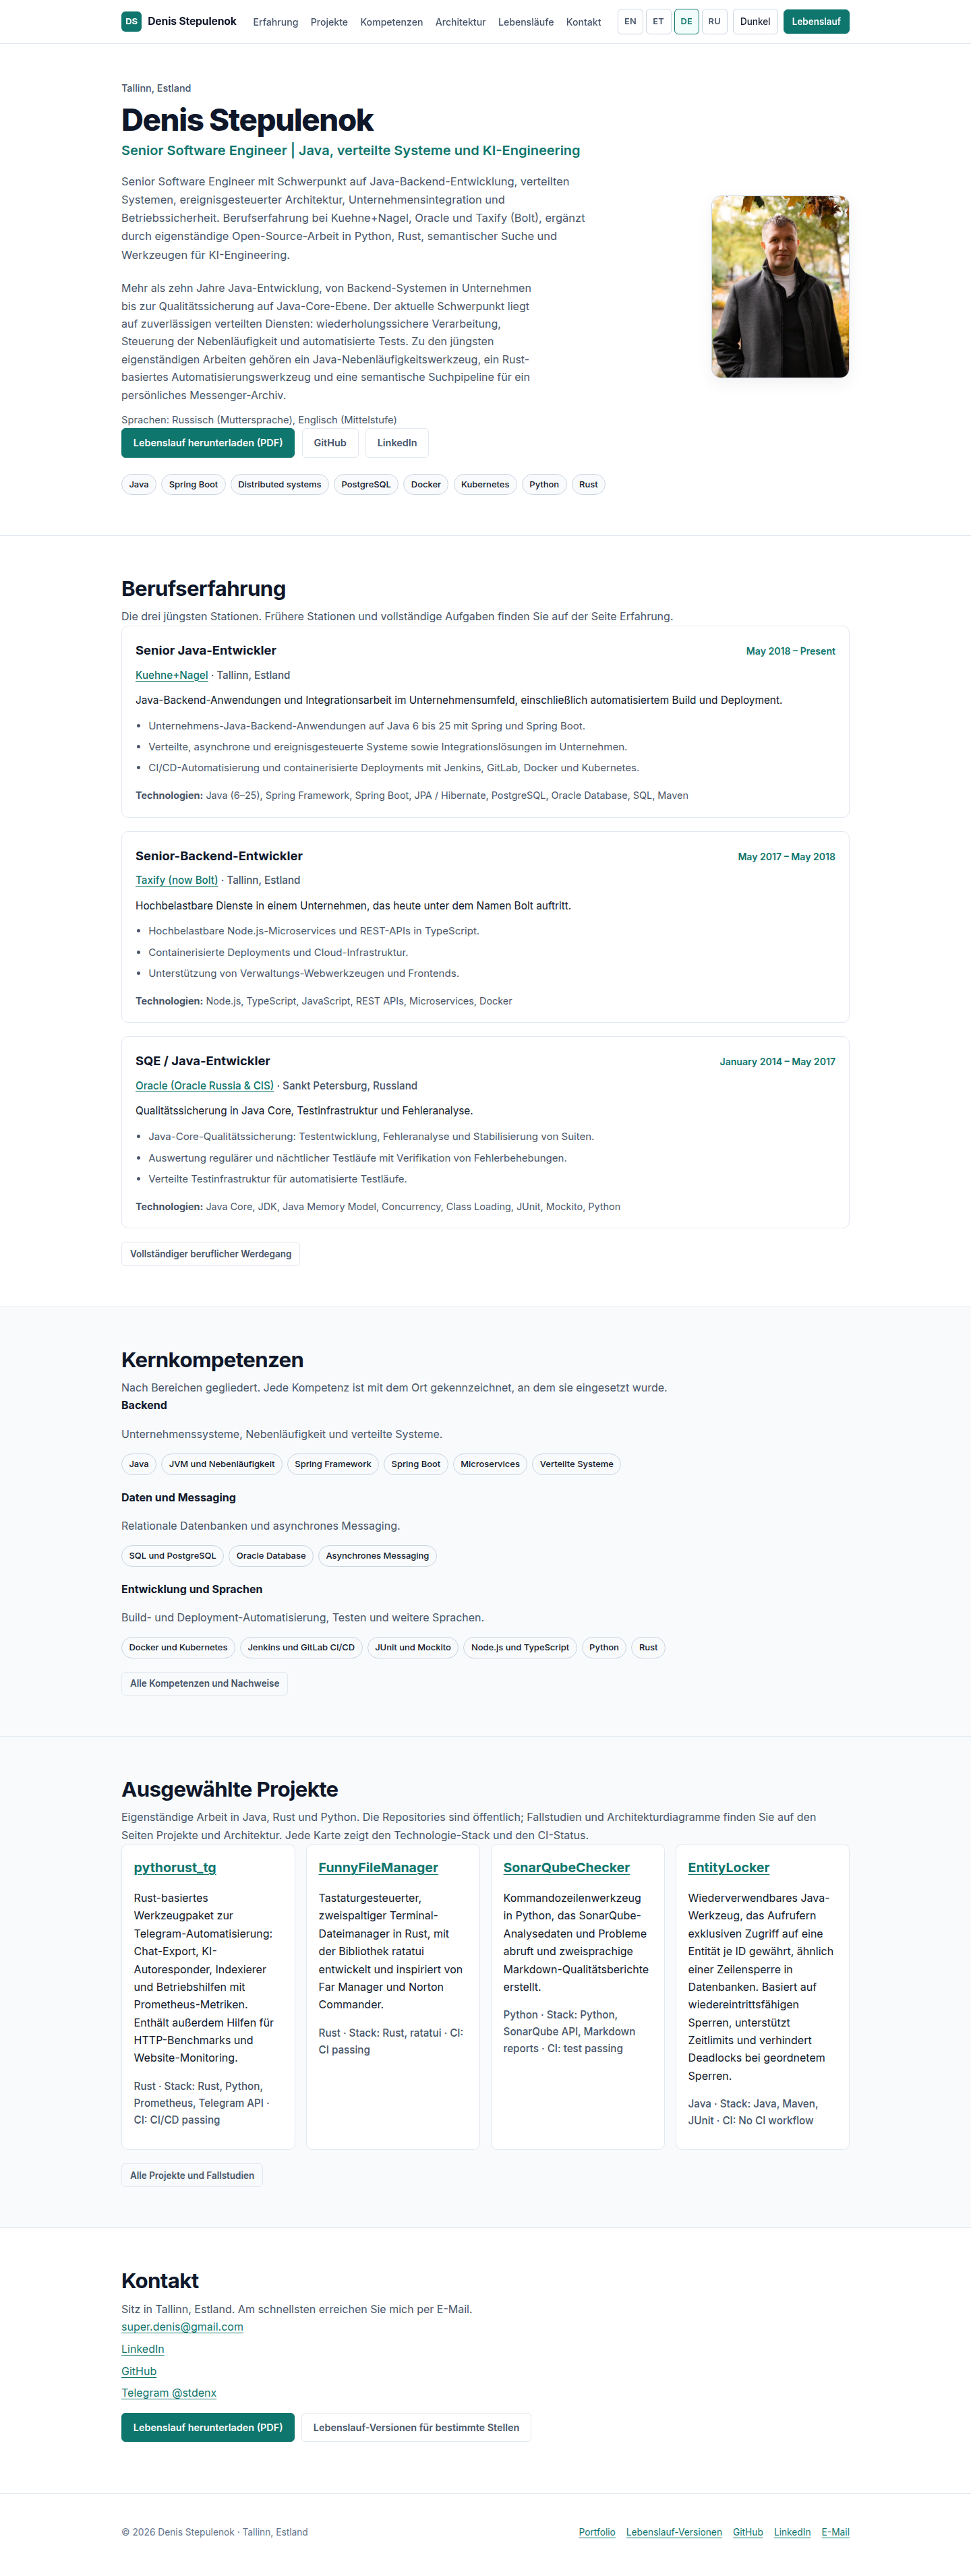 DS Denis Stepulenok Erfahrung Projekte Kompetenzen Architektur Lebensläufe Kontakt EN ET DE RU Dunkel Lebenslauf
Tallinn, Estland
Denis Stepulenok
Senior Software Engineer | Java, verteilte Systeme und KI-Engineering
Senior Software Engineer mit Schwerpunkt auf Java-Backend-Entwicklung, verteilten
Systemen, ereignisgesteuerter Architektur, Unternehmensintegration und
Betriebssicherheit. Berufserfahrung bei Kuehne+Nagel, Oracle und Taxify (Bolt), ergänzt
durch eigenständige Open-Source-Arbeit in Python, Rust, semantischer Suche und
Werkzeugen für KI-Engineering.
Mehr als zehn Jahre Java-Entwicklung, von Backend-Systemen in Unternehmen
bis zur Qualitätssicherung auf Java-Core-Ebene. Der aktuelle Schwerpunkt liegt
auf zuverlässigen verteilten Diensten: wiederholungssichere Verarbeitung,
Steuerung der Nebenläufigkeit und automatisierte Tests. Zu den jüngsten
eigenständigen Arbeiten gehören ein Java-Nebenläufigkeitswerkzeug, ein Rust-
basiertes Automatisierungswerkzeug und eine semantische Suchpipeline für ein
persönliches Messenger-Archiv.
Sprachen: Russisch (Muttersprache), Englisch (Mittelstufe)
Lebenslauf herunterladen (PDF) GitHub LinkedIn
Java Spring Boot Distributed systems PostgreSQL Docker Kubernetes Python Rust
Berufserfahrung
Die drei jüngsten Stationen. Frühere Stationen und vollständige Aufgaben finden Sie auf der Seite Erfahrung.
Senior Java-Entwickler May 2018 – Present
Kuehne+Nagel · Tallinn, Estland
Java-Backend-Anwendungen und Integrationsarbeit im Unternehmensumfeld, einschließlich automatisiertem Build und Deployment.
• Unternehmens-Java-Backend-Anwendungen auf Java 6 bis 25 mit Spring und Spring Boot.
• Verteilte, asynchrone und ereignisgesteuerte Systeme sowie Integrationslösungen im Unternehmen.
• CI/CD-Automatisierung und containerisierte Deployments mit Jenkins, GitLab, Docker und Kubernetes.
Technologien: Java (6–25), Spring Framework, Spring Boot, JPA / Hibernate, PostgreSQL, Oracle Database, SQL, Maven
Senior-Backend-Entwickler May 2017 – May 2018
Taxify (now Bolt) · Tallinn, Estland
Hochbelastbare Dienste in einem Unternehmen, das heute unter dem Namen Bolt auftritt.
• Hochbelastbare Node.js-Microservices und REST-APIs in TypeScript.
• Containerisierte Deployments und Cloud-Infrastruktur.
• Unterstützung von Verwaltungs-Webwerkzeugen und Frontends.
Technologien: Node.js, TypeScript, JavaScript, REST APIs, Microservices, Docker
SQE / Java-Entwickler January 2014 – May 2017
Oracle (Oracle Russia & CIS) · Sankt Petersburg, Russland
Qualitätssicherung in Java Core, Testinfrastruktur und Fehleranalyse.
• Java-Core-Qualitätssicherung: Testentwicklung, Fehleranalyse und Stabilisierung von Suiten.
• Auswertung regulärer und nächtlicher Testläufe mit Verifikation von Fehlerbehebungen.
• Verteilte Testinfrastruktur für automatisierte Testläufe.
Technologien: Java Core, JDK, Java Memory Model, Concurrency, Class Loading, JUnit, Mockito, Python
Vollständiger beruflicher Werdegang
Kernkompetenzen
Nach Bereichen gegliedert. Jede Kompetenz ist mit dem Ort gekennzeichnet, an dem sie eingesetzt wurde.
Backend
Unternehmenssysteme, Nebenläufigkeit und verteilte Systeme.
Java JVM und Nebenläufigkeit Spring Framework Spring Boot Microservices Verteilte Systeme
Daten und Messaging
Relationale Datenbanken und asynchrones Messaging.
SQL und PostgreSQL Oracle Database Asynchrones Messaging
Entwicklung und Sprachen
Build- und Deployment-Automatisierung, Testen und weitere Sprachen.
Docker und Kubernetes Jenkins und GitLab CI/CD JUnit und Mockito Node.js und TypeScript Python Rust
Alle Kompetenzen und Nachweise
Ausgewählte Projekte
Eigenständige Arbeit in Java, Rust und Python. Die Repositories sind öffentlich; Fallstudien und Architekturdiagramme finden Sie auf den
Seiten Projekte und Architektur. Jede Karte zeigt den Technologie-Stack und den CI-Status.
pythorust_tg
Rust-basiertes
Werkzeugpaket zur
Telegram-Automatisierung:
Chat-Export, KI-
Autoresponder, Indexierer
und Betriebshilfen mit
Prometheus-Metriken.
Enthält außerdem Hilfen für
HTTP-Benchmarks und
Website-Monitoring.
Rust · Stack: Rust, Python,
Prometheus, Telegram API ·
CI: CI/CD passing
FunnyFileManager
Tastaturgesteuerter,
zweispaltiger Terminal-
Dateimanager in Rust, mit
der Bibliothek ratatui
entwickelt und inspiriert von
Far Manager und Norton
Commander.
Rust · Stack: Rust, ratatui · CI:
CI passing
SonarQubeChecker
Kommandozeilenwerkzeug
in Python, das SonarQube-
Analysedaten und Probleme
abruft und zweisprachige
Markdown-Qualitätsberichte
erstellt.
Python · Stack: Python,
SonarQube API, Markdown
reports · CI: test passing
EntityLocker
Wiederverwendbares Java-
Werkzeug, das Aufrufern
exklusiven Zugriff auf eine
Entität je ID gewährt, ähnlich
einer Zeilensperre in
Datenbanken. Basiert auf
wiedereintrittsfähigen
Sperren, unterstützt
Zeitlimits und verhindert
Deadlocks bei geordnetem
Sperren.
Java · Stack: Java, Maven,
JUnit · CI: No CI workflow
Alle Projekte und Fallstudien
Kontakt
Sitz in Tallinn, Estland. Am schnellsten erreichen Sie mich per E-Mail.
super.denis@gmail.com
LinkedIn
GitHub
Telegram @stdenx
Lebenslauf herunterladen (PDF) Lebenslauf-Versionen für bestimmte Stellen
© 2026 Denis Stepulenok · Tallinn, Estland Portfolio Lebenslauf-Versionen GitHub LinkedIn E-Mail